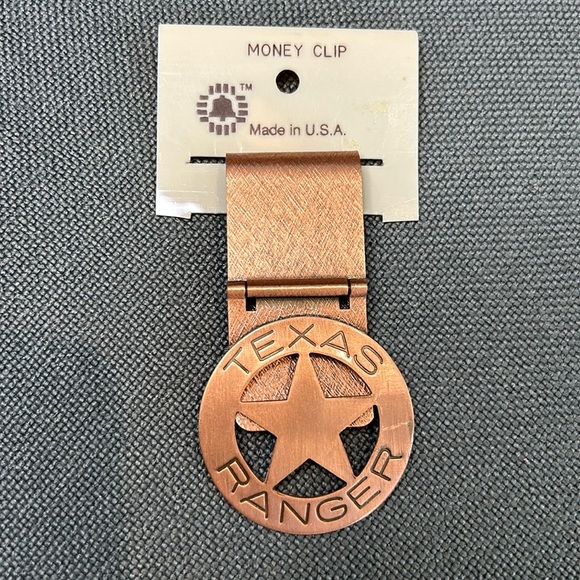 MONEY CLIP
TM
Made in U.S.A.
TEXAS
RANGER